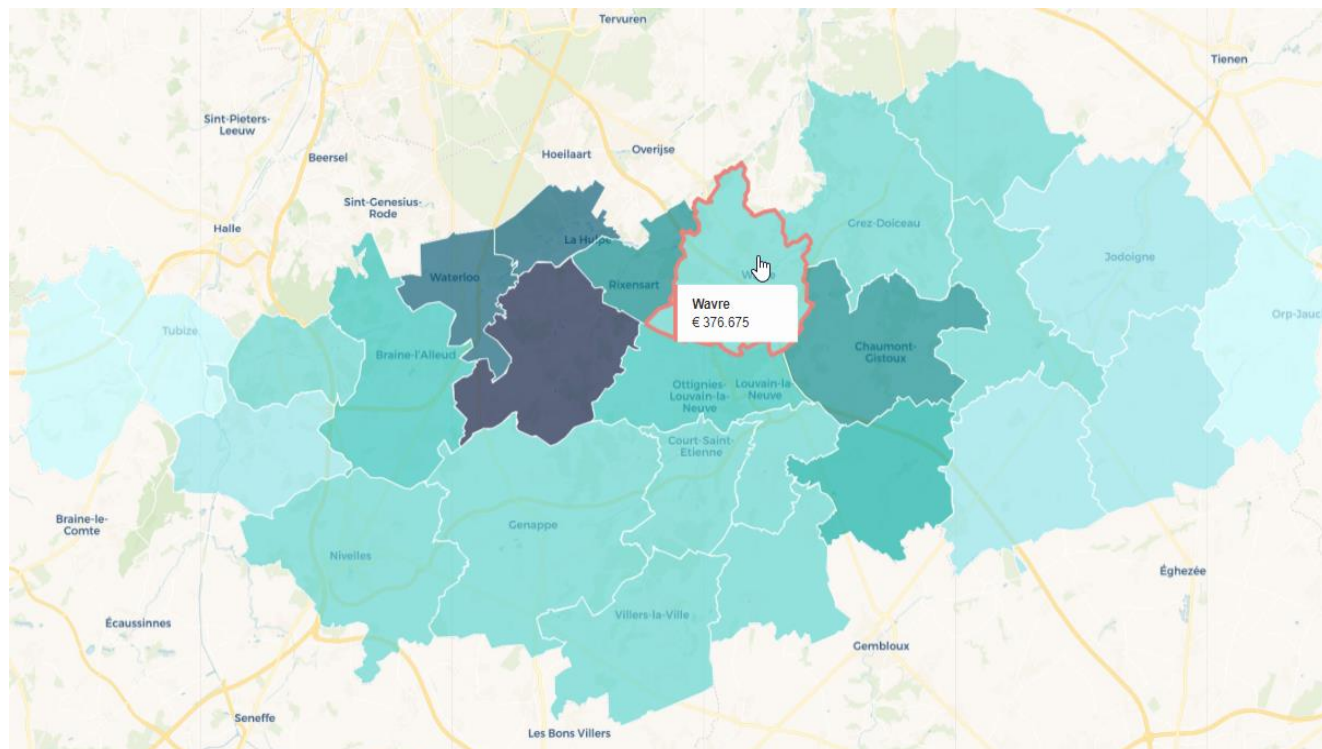 Tervuren
Tienen
Sint-Pieters-
Leeuw
Beersel
Hoeilaart
Overijse
Sint-Genesius-
Rode
Halle
Grez-Doiceau
La Hulpe
Jodoigne
Waterloo
Rixensart
Wavre
€ 376.675
Orp-Jauc
Tubize
Braine-l'Alleud
Chaumont-
Gistoux
Ottignies-
Louvain-la-
Neuve
Louvain-la-
Neuve
Court-Saint-
Etienne
Braine-le-
Comte
Genappe
Nivelles
Éghezée
Villers-la-Ville
Écaussinnes
Gembloux
Seneffe
Les Bons Villers